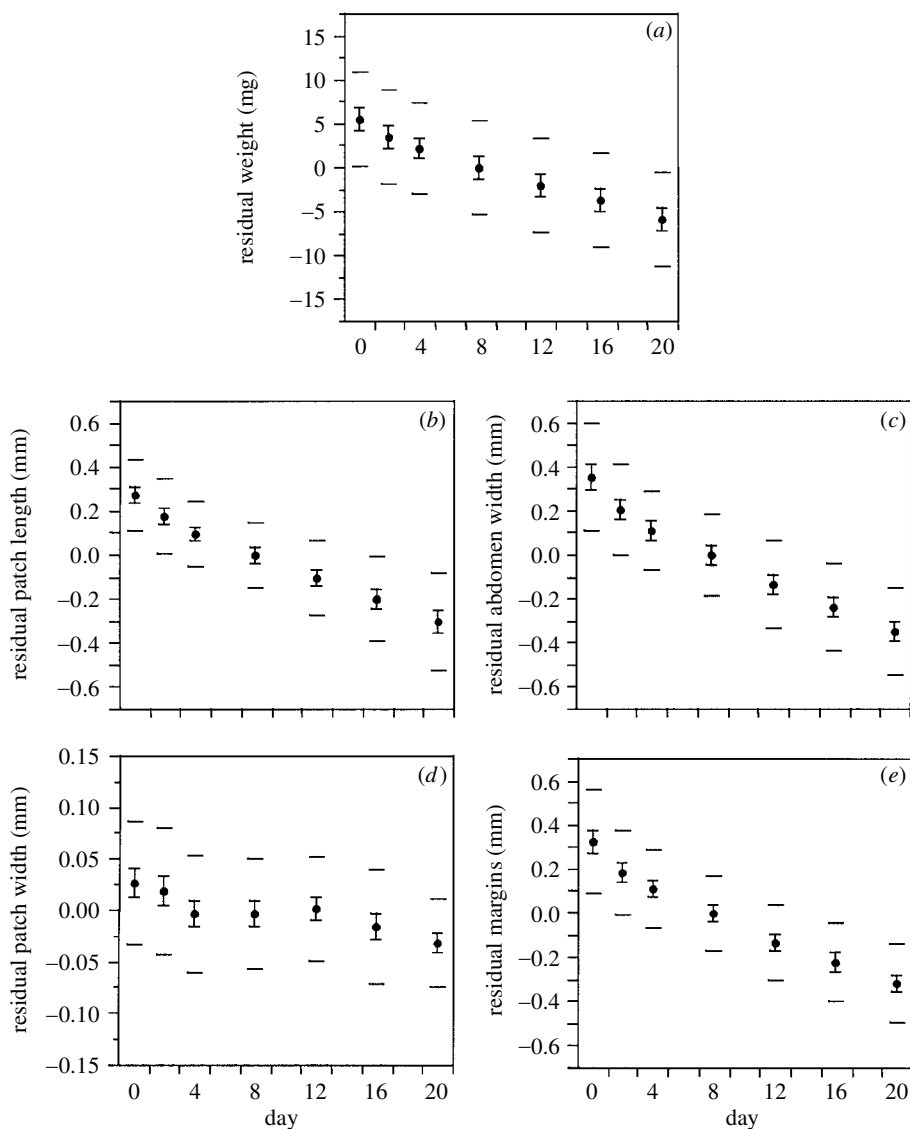 (a)
residual weight (mg)
15
10
5
0
−5
−10
−15
0 4 8 12 16 20
(b)
residual patch length (mm)
0.6
0.4
0.2
0.0
−0.2
−0.4
−0.6
(c)
residual abdomen width (mm)
0.6
0.4
0.2
0.0
−0.2
−0.4
−0.6
(d)
residual patch width (mm)
0.15
0.10
0.05
0.00
−0.05
−0.10
−0.15
0 4 8 12 16 20
day
(e)
residual margins (mm)
0.6
0.4
0.2
0.0
−0.2
−0.4
−0.6
0 4 8 12 16 20
day